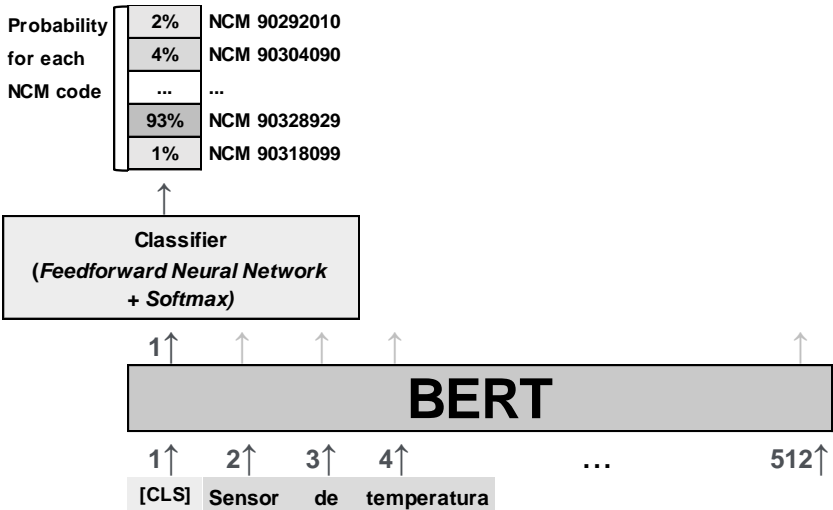 Probability for each NCM code
2% NCM 90292010
4% NCM 90304090
... ...
93% NCM 90328929
1% NCM 90318099
Classifier
(Feedforward Neural Network
+ Softmax)
1
BERT
1 2 3 4 ... 512
[CLS] Sensor de temperatura